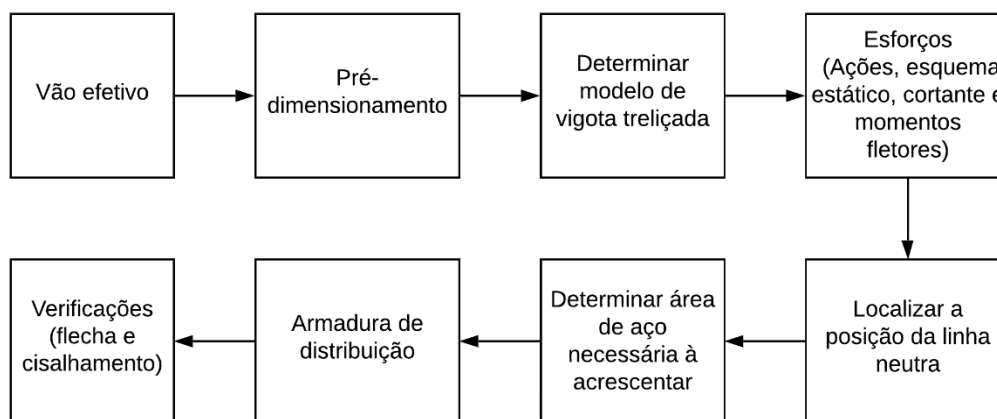 Vão efetivo
Pré-
dimensionamento
Determinar
modelo de
vigota treliçada
Esforços
(Ações, esquema
estático, cortante e
momentos
fletores)
Verificações
(flecha e
cisalhamento)
Armadura de
distribuição
Determinar área
de aço
necessária à
acrescentar
Localizar a
posição da linha
neutra